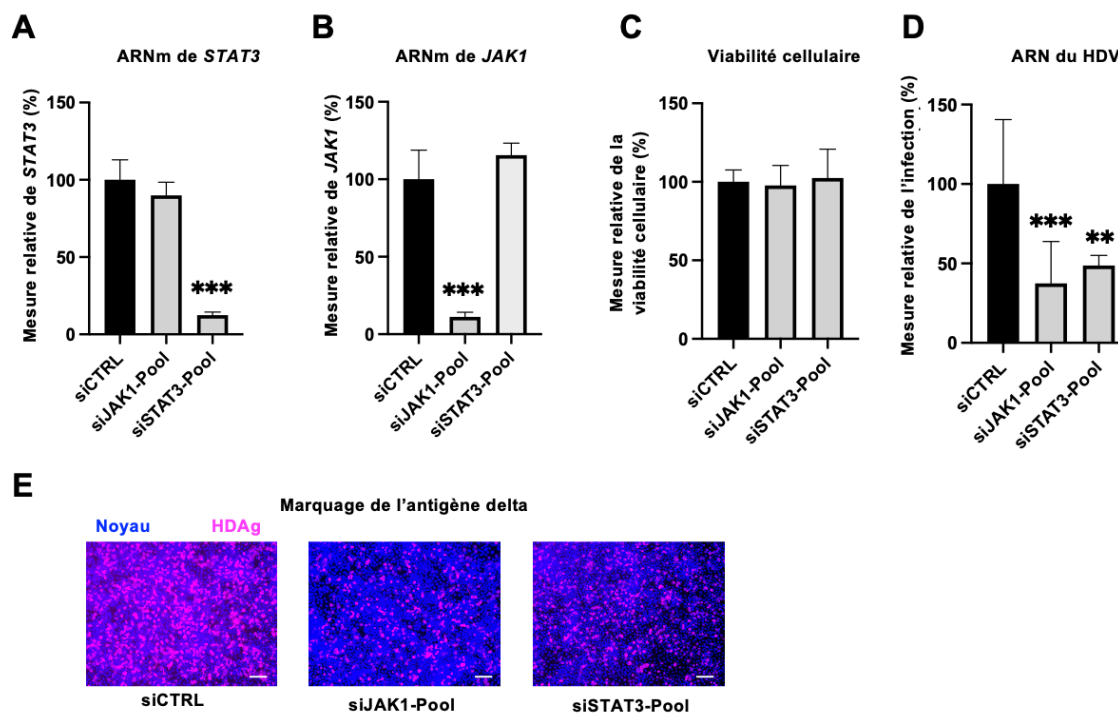 A
ARNm de STAT3
Mesure relative de STAT3 (%)
150
100
50
0
***
siCTRL
siJAK1-Pool
siSTAT3-Pool
B
ARNm de JAK1
Mesure relative de JAK1 (%)
150
100
50
0
***
siCTRL
siJAK1-Pool
siSTAT3-Pool
C
Viabilité cellulaire
Mesure relative de la
viabilité cellulaire (%)
150
100
50
0
siCTRL
siJAK1-Pool
siSTAT3-Pool
D
ARN du HDV
Mesure relative de l'infection (%)
150
100
50
0
***
**
siCTRL
siJAK1-Pool
siSTAT3-Pool
E
Marquage de l'antigène delta
Noyau
HDAg
siCTRL
siJAK1-Pool
siSTAT3-Pool